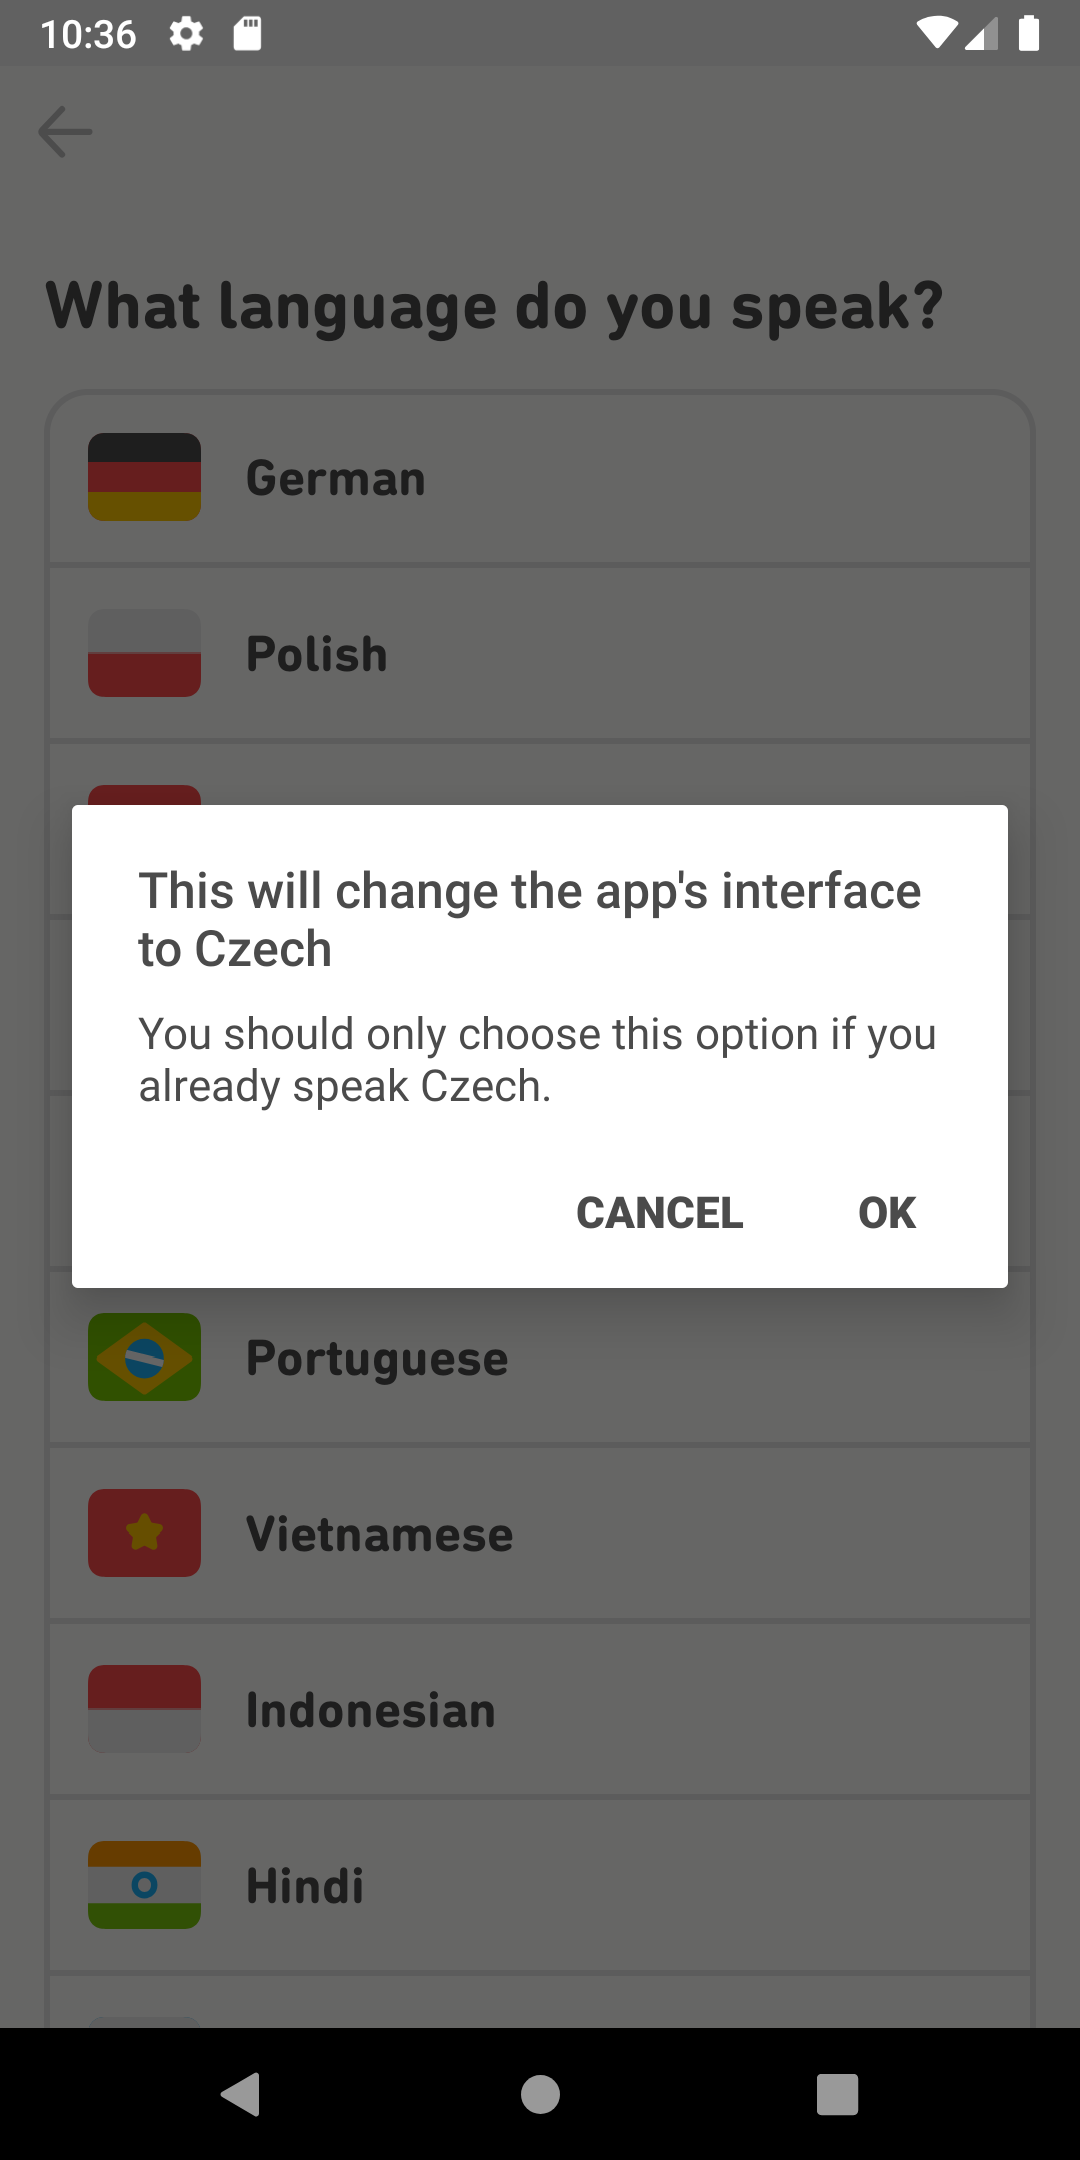 10:36
What language do you speak?
German
Polish
This will change the app's interface
to Czech
You should only choose this option if you
already speak Czech.
CANCEL OK
Portuguese
Vietnamese
Indonesian
Hindi